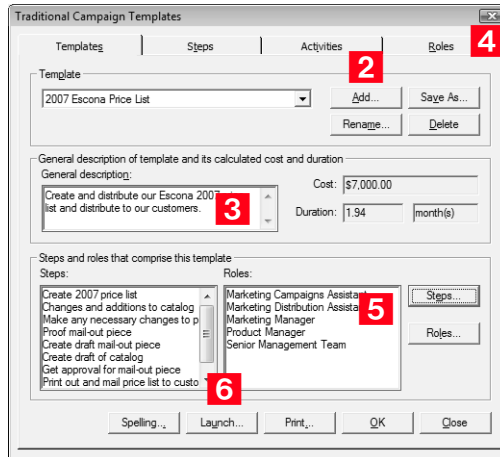 Traditional Campaign Templates
Templates Steps Activities Roles
4
2
Template
2007 Escona Price List
Add... Save As...
Rename... Delete
General description of template and its calculated cost and duration
General description:
Create and distribute our Escona 2007
list and distribute to our customers.
3
Cost: $7,000.00
Duration: 1.94 month(s)
Steps and roles that comprise this template
Steps:
Create 2007 price list
Changes and additions to catalog
Make any necessary changes to p
Proof mail-out piece
Create draft mail-out piece
Create draft of catalog
Get approval for mail-out piece
Print out and mail price list to custo
Roles:
Marketing Campaigns Assistant
Marketing Distribution Assista
Marketing Manager
Product Manager
Senior Management Team
5
Steps...
Roles...
6
Spelling... Launch... Print... OK Close